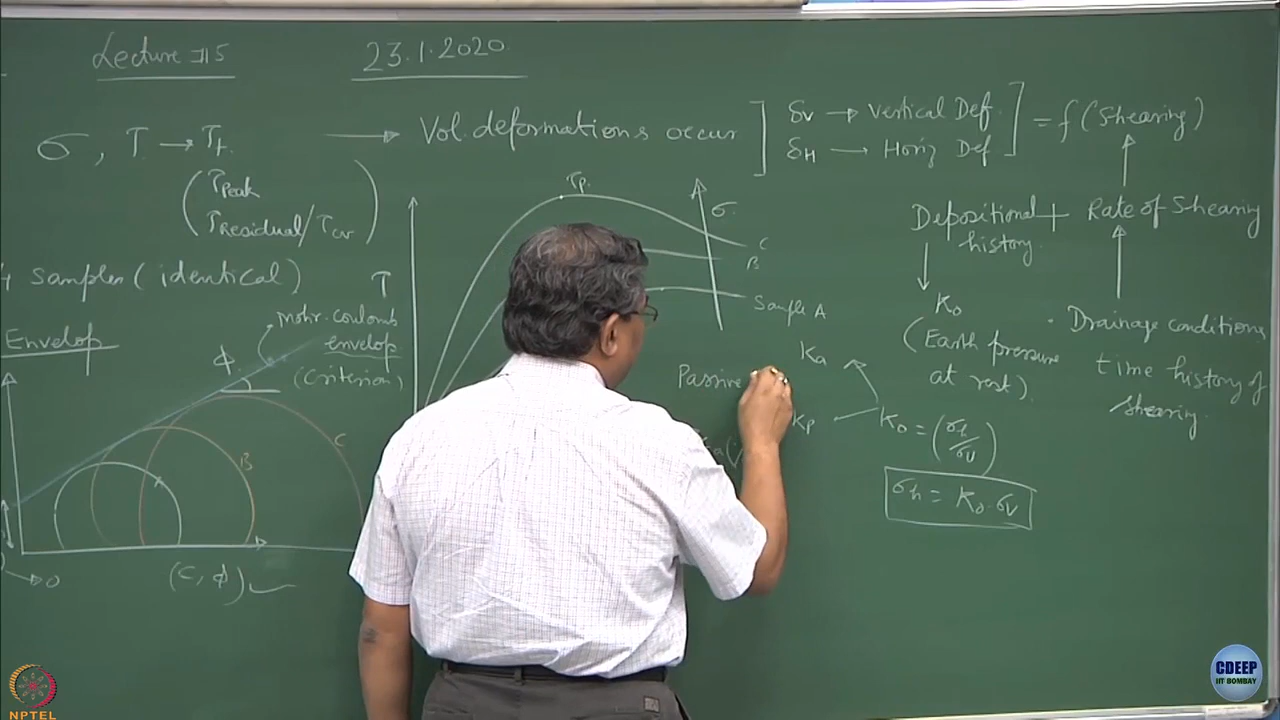 Lecture #5
23.1.2020
σ, τ → τf
(τPeak
τResidual/τcv)
→ Vol. deformations occur
δv → Vertical Def.
δH → Horiz Def
= f(Shearing)
Depositional history
+ Rate of Shearing
K0
(Earth pressure
at rest)
Drainage conditions,
time history of
shearing.
samples (identical)
Envelop
Mohr-coulomb
envelop
(Criterion)
ϕ
τ
τp
σ
C
B
Sample A
C
B
(c, ϕ)
0
Passive
Ka
Kp
K0 = (σh/σv)
σh = K0.σv
NPTEL
CDEEP
IIT BOMBAY